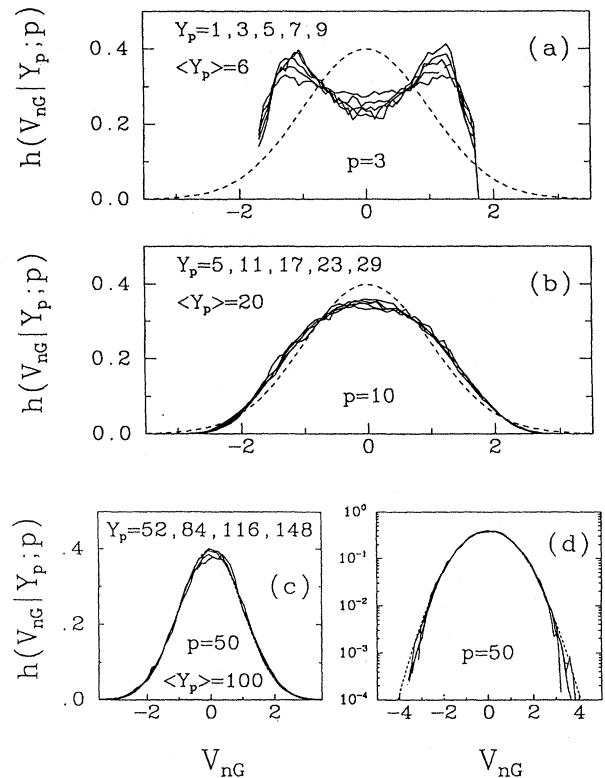 Y_p=1,3,5,7,9
<Y_p>=6
(a)
p=3
h(V_nG|Y_p;p)
0.4
0.2
0.0
−2 0 2
Y_p=5,11,17,23,29
<Y_p>=20
(b)
p=10
h(V_nG|Y_p;p)
0.4
0.2
0.0
−2 0 2
Y_p=52,84,116,148
(c)
p=50
<Y_p>=100
h(V_nG|Y_p;p)
.4
.2
.0
−2 0 2
V_nG
(d)
p=50
10^0
10^-1
10^-2
10^-3
10^-4
−4 −2 0 2 4
V_nG